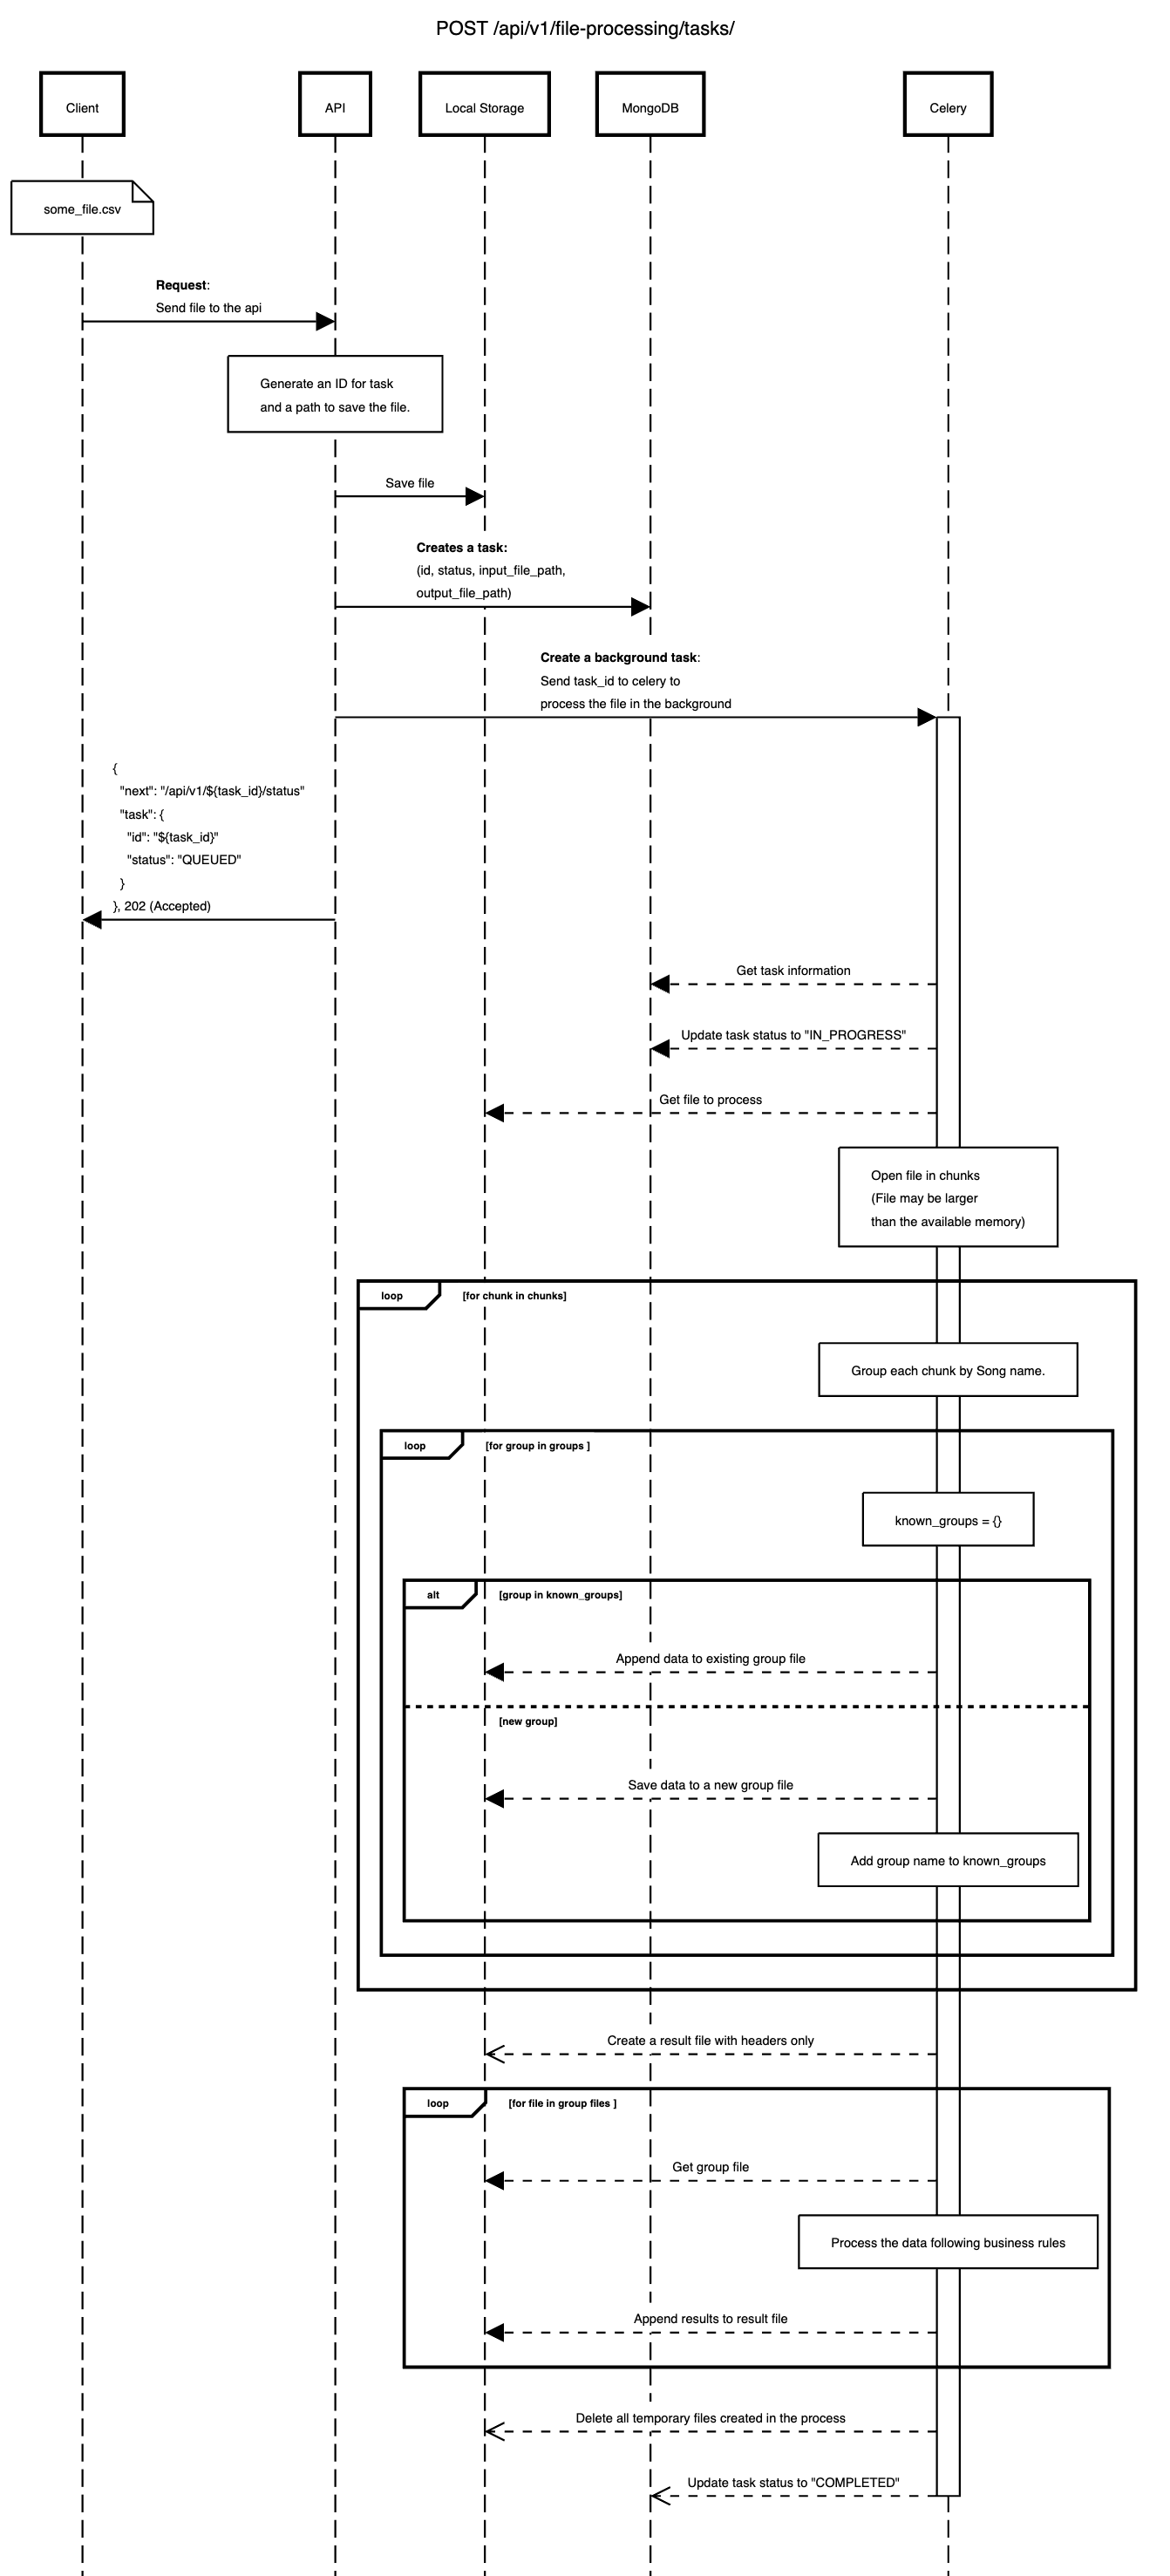 POST /api/v1/file-processing/tasks/
Client
API
Local Storage
MongoDB
Celery
some_file.csv
Request:
Send file to the api
Generate an ID for task
and a path to save the file.
Save file
Creates a task:
(id, status, input_file_path,
output_file_path)
Create a background task:
Send task_id to celery to
process the file in the background
{
"next": "/api/v1/${task_id}/status"
"task": {
"id": "${task_id}"
"status": "QUEUED"
}
}, 202 (Accepted)
Get task information
Update task status to "IN_PROGRESS"
Get file to process
Open file in chunks
(File may be larger
than the available memory)
loop
[for chunk in chunks]
Group each chunk by Song name.
loop
[for group in groups ]
known_groups = {}
alt
[group in known_groups]
Append data to existing group file
[new group]
Save data to a new group file
Add group name to known_groups
Create a result file with headers only
loop
[for file in group files ]
Get group file
Process the data following business rules
Append results to result file
Delete all temporary files created in the process
Update task status to "COMPLETED"